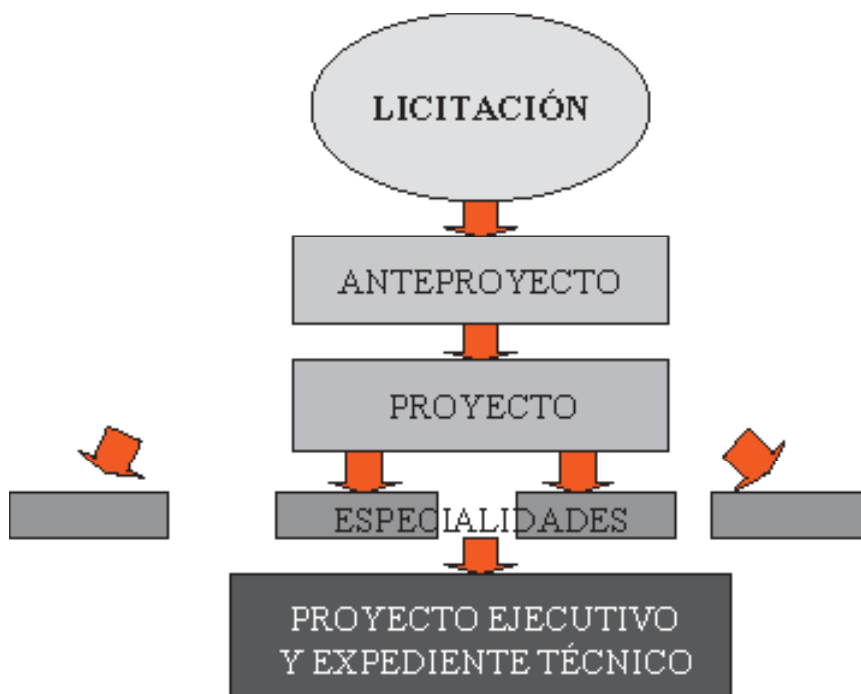 LICITACIÓN
ANTEPROYECTO
PROYECTO
ESPECIALIDADES
PROYECTO EJECUTIVO
Y EXPEDIENTE TÉCNICO